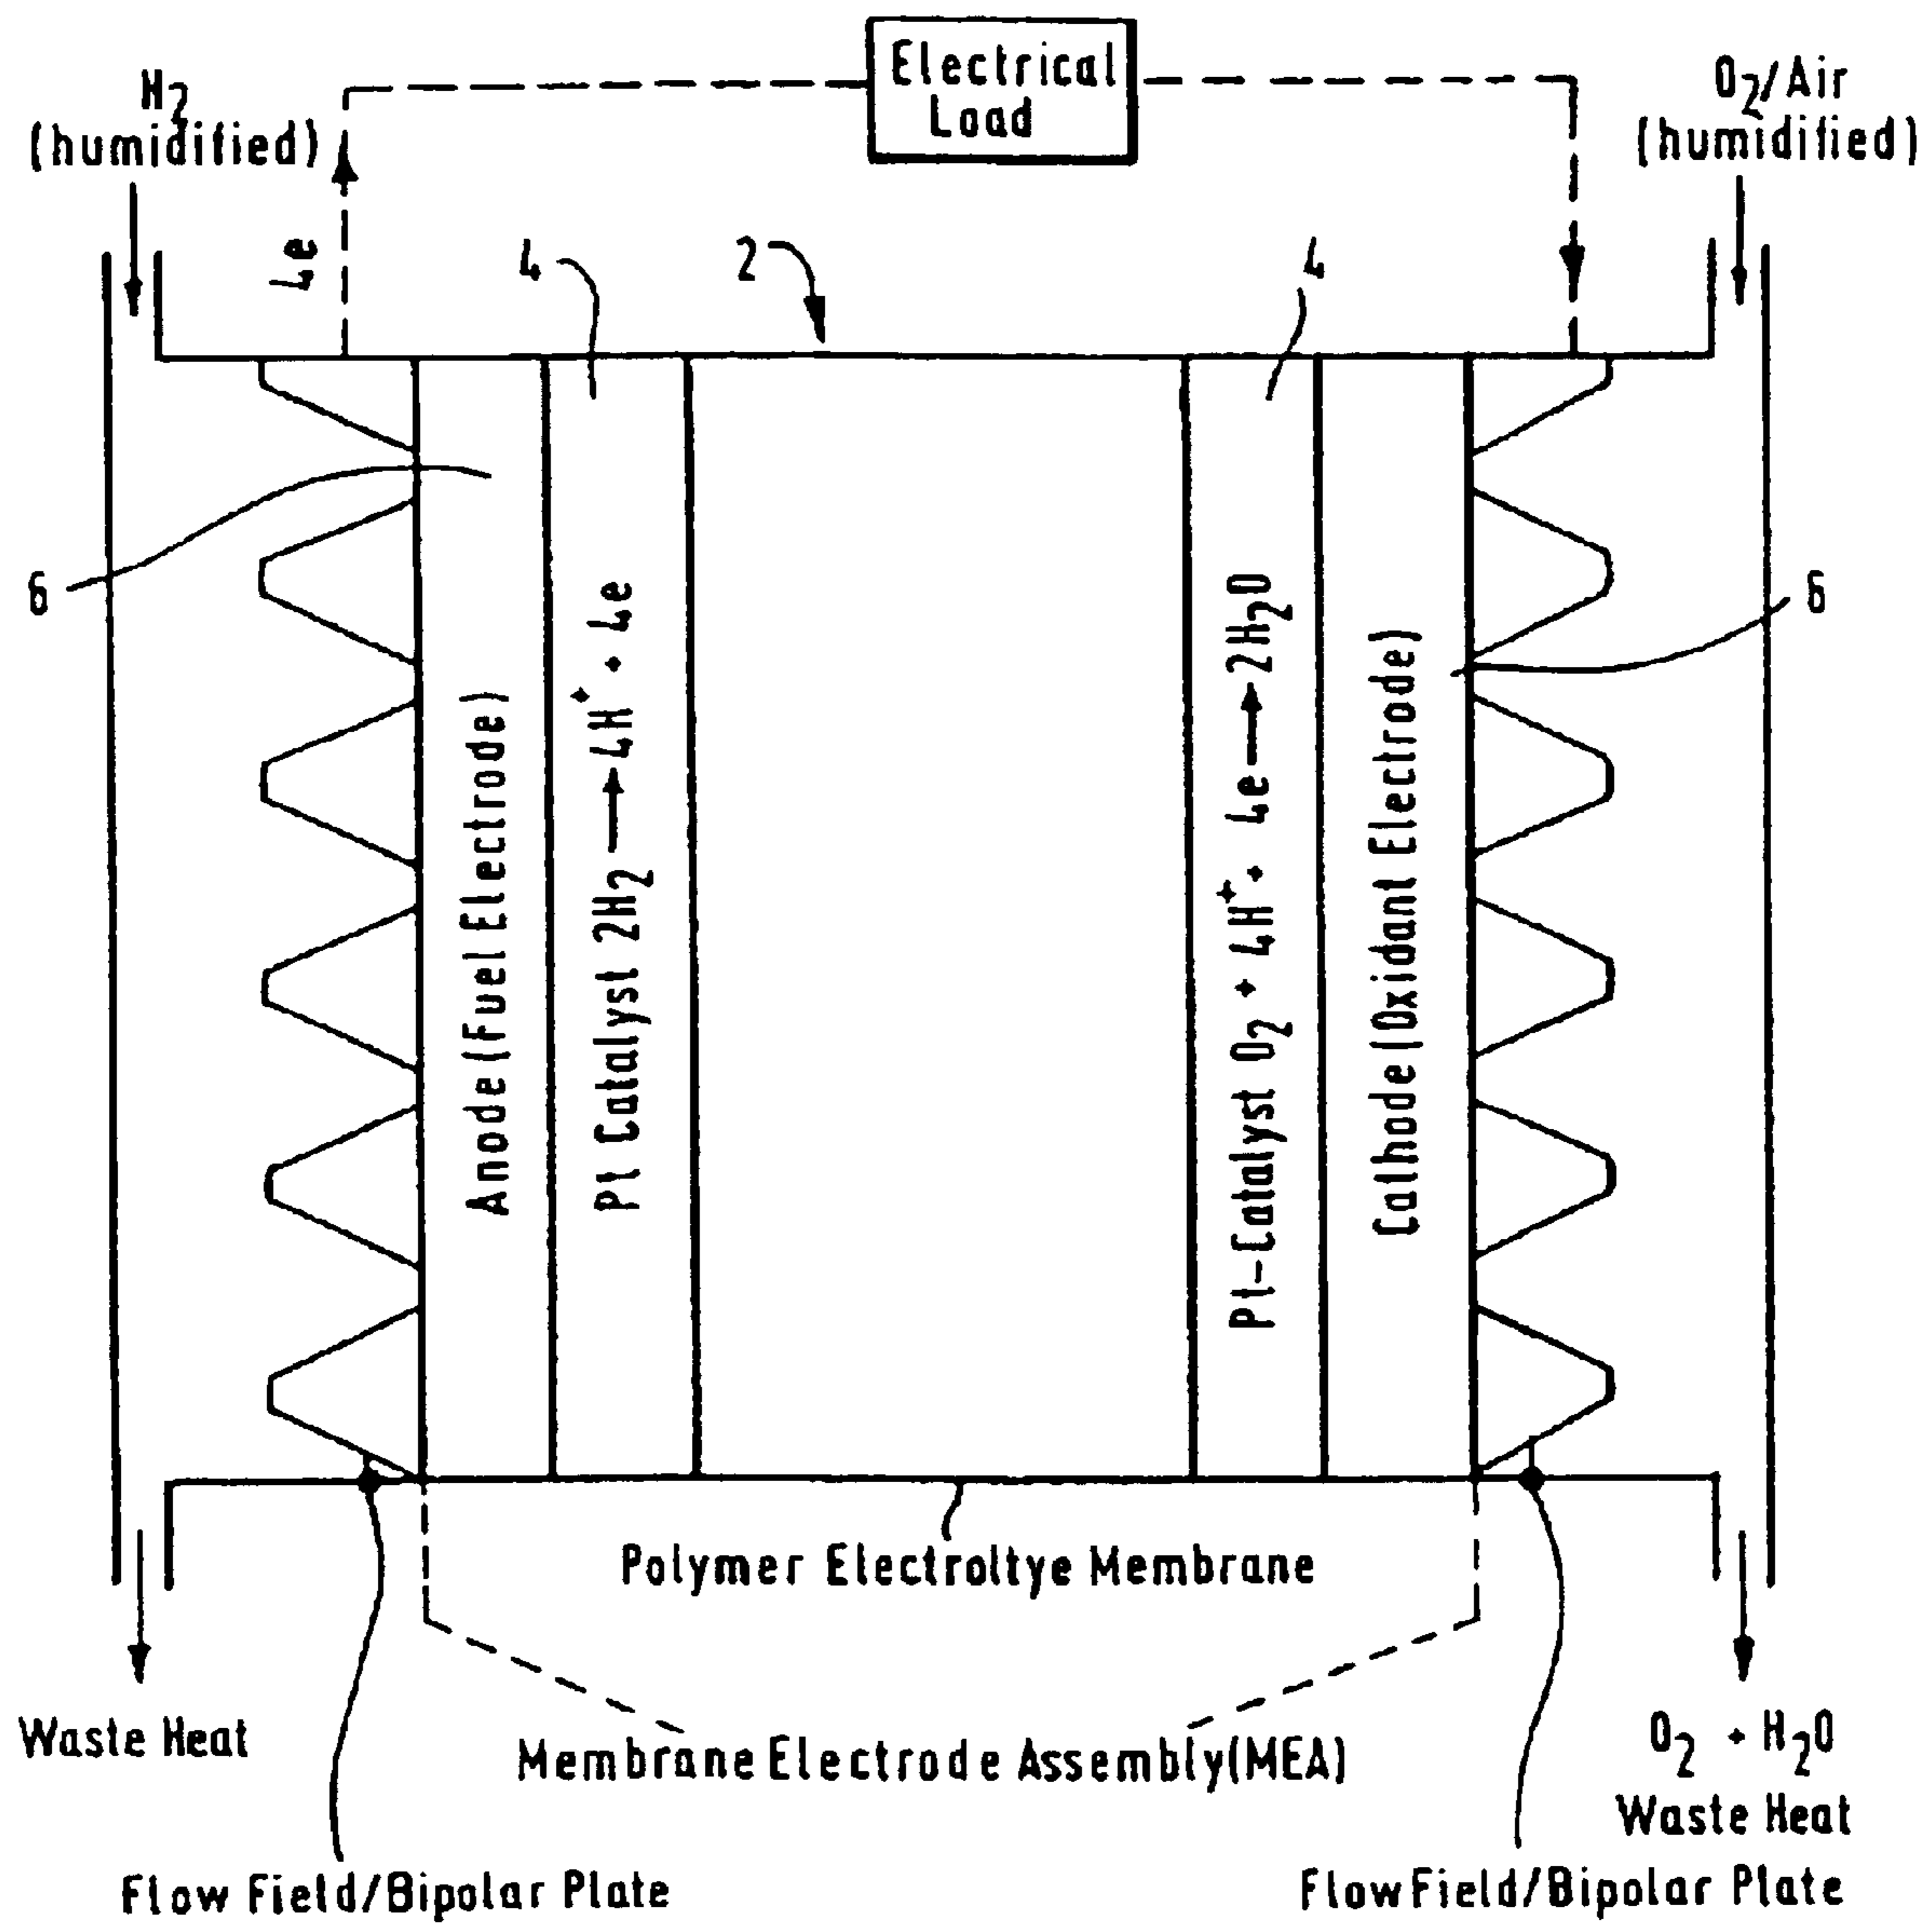 Electrical
Load
H2
(humidified)
O2/Air
(humidified)
4e
4
2
4
6
6
Anode(Fuel Electrode)
Pt Catalyst 2H2 → 4H+ + 4e
Pt-Catalyst O2 + 4H+ + 4e → 2H2O
Cathode(Oxidant Electrode)
Polymer Electroltye Membrane
Waste Heat
Membrane Electrode Assembly(MEA)
O2 + H2O
Waste Heat
Flow Field/Bipolar Plate
Flow Field/Bipolar Plate